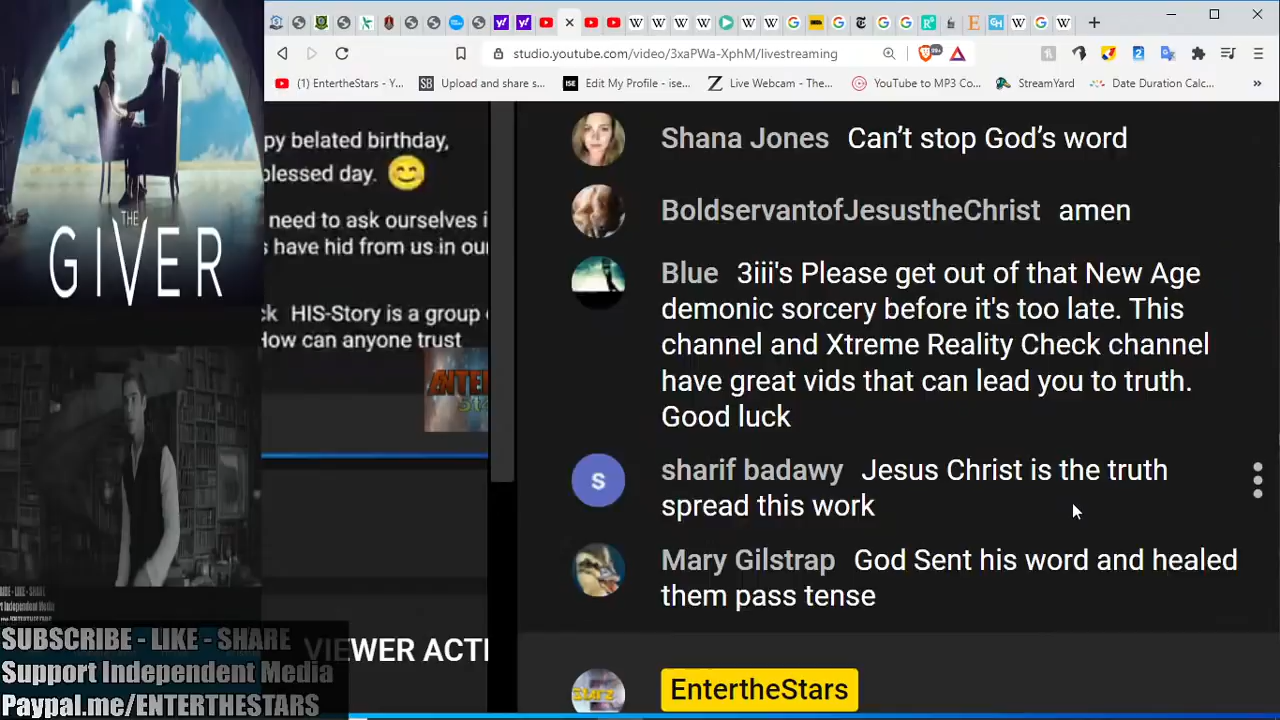 THE
GIVER
studio.youtube.com/video/3xaPWa-XphM/livestreaming
99+
(1) EntertheStars - Y...
SB Upload and share s...
ISE Edit My Profile - ise...
Z Live Webcam - The...
YouTube to MP3 Co...
StreamYard
Date Duration Calc...
»
py belated birthday,
blessed day. 😊
need to ask ourselves i
s have hid from us in ou
ck HIS-Story is a group
How can anyone trust
Shana Jones Can’t stop God’s word
BoldservantofJesustheChrist amen
Blue 3iii's Please get out of that New Age
demonic sorcery before it's too late. This
channel and Xtreme Reality Check channel
have great vids that can lead you to truth.
Good luck
S sharif badawy Jesus Christ is the truth
spread this work
Mary Gilstrap God Sent his word and healed
them pass tense
EntertheStars
VIEWER ACTI
SUBSCRIBE - LIKE - SHARE
Support Independent Media
Paypal.me/ENTERTHESTARS